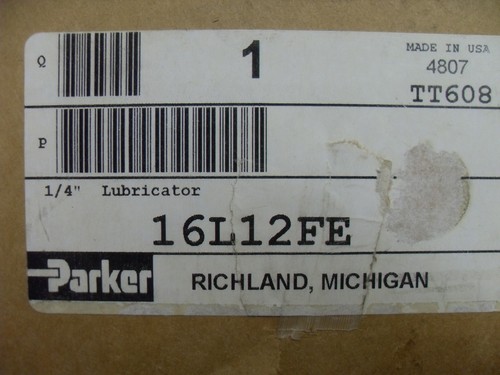 Q
1
MADE IN USA
4807
TT608
P
1/4" Lubricator
16L12FE
Parker
RICHLAND, MICHIGAN